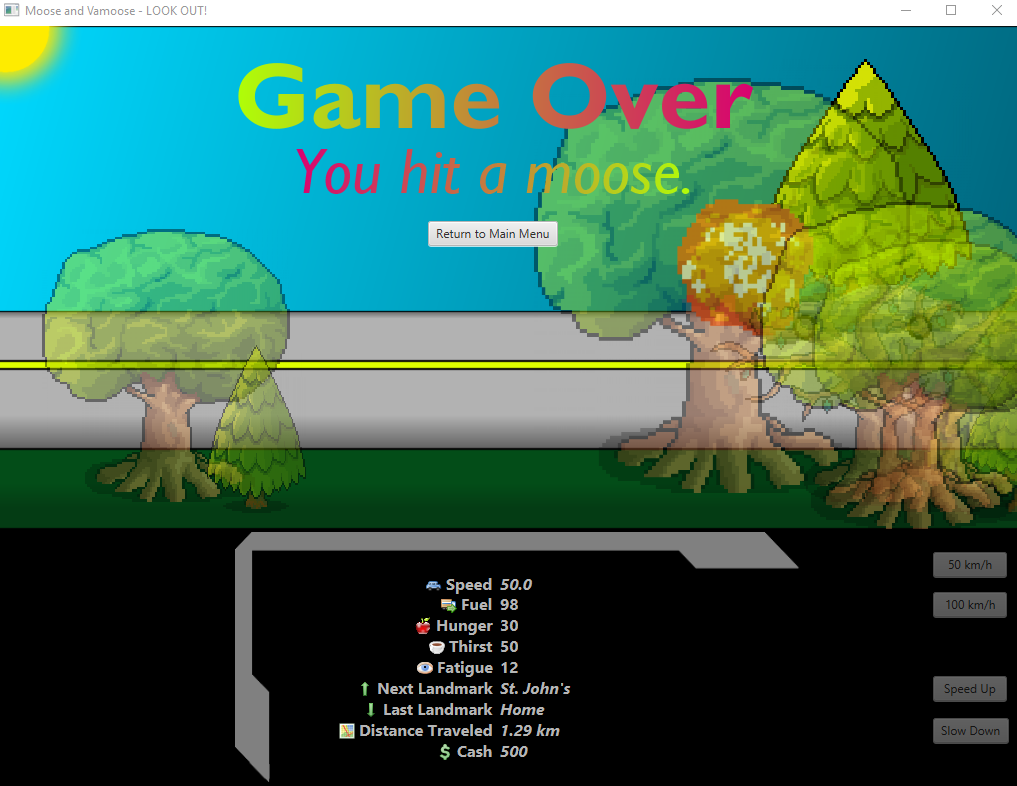 Moose and Vamoose - LOOK OUT!
Game Over
You hit a moose.
Return to Main Menu
Speed 50.0
Fuel 98
Hunger 30
Thirst 50
Fatigue 12
Next Landmark St. John's
Last Landmark Home
Distance Traveled 1.29 km
Cash 500
50 km/h
100 km/h
Speed Up
Slow Down